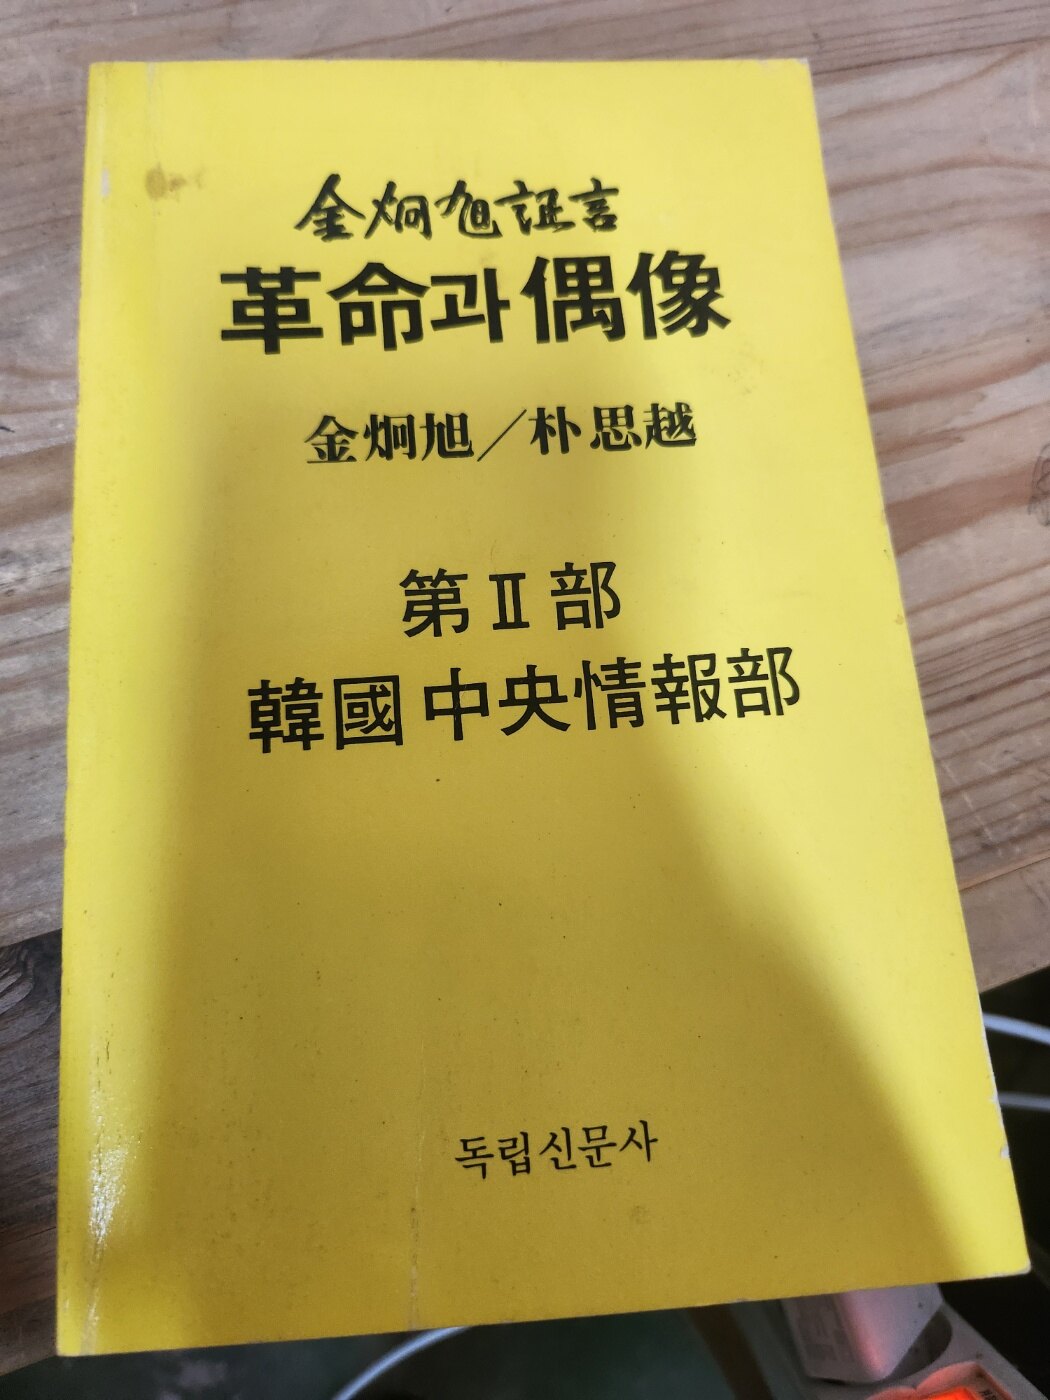 金炯旭証言
革命과 偶像
金炯旭／朴思越
第Ⅱ部
韓國 中央情報部
독립신문사